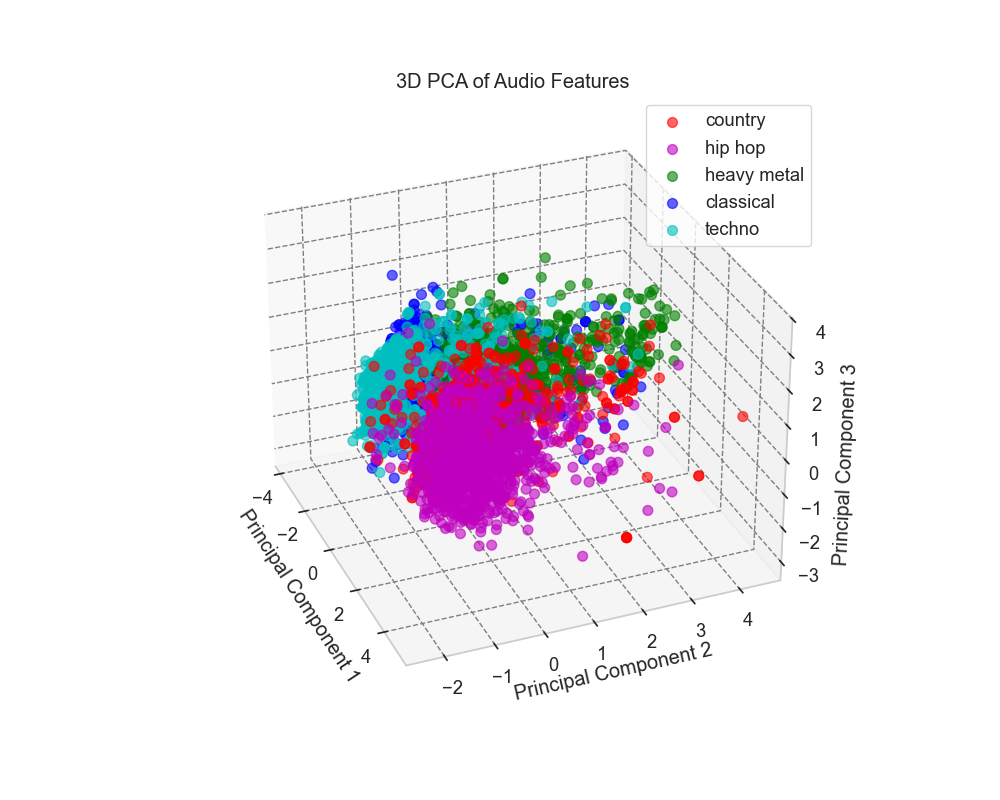 3D PCA of Audio Features
country
hip hop
heavy metal
classical
techno
4
3
2
1
0
−1
−2
−3
Principal Component 3
−4
−2
0
2
4
Principal Component 1
−2
−1
0
1
2
3
4
Principal Component 2